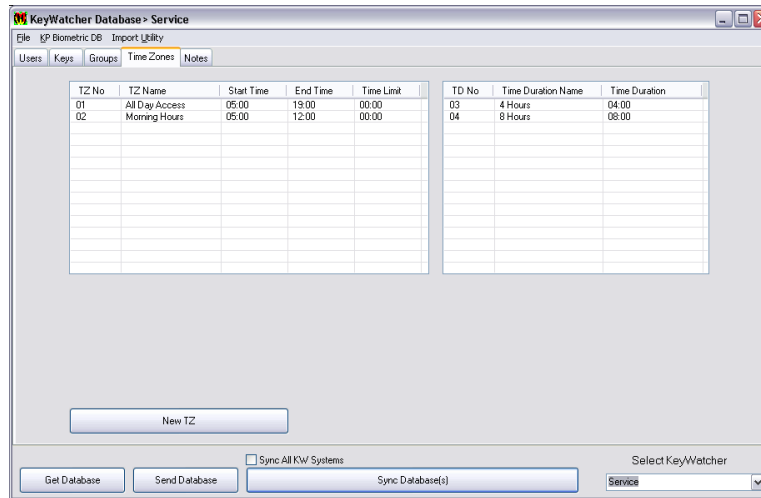 KeyWatcher Database > Service
File KP Biometric DB Import Utility
Users Keys Groups Time Zones Notes
TZ No TZ Name Start Time End Time Time Limit
01 All Day Access 05:00 19:00 00:00
02 Morning Hours 05:00 12:00 00:00
TD No Time Duration Name Time Duration
03 4 Hours 04:00
04 8 Hours 08:00
New TZ
Sync All KW Systems
Select KeyWatcher
Get Database Send Database Sync Database(s) Service